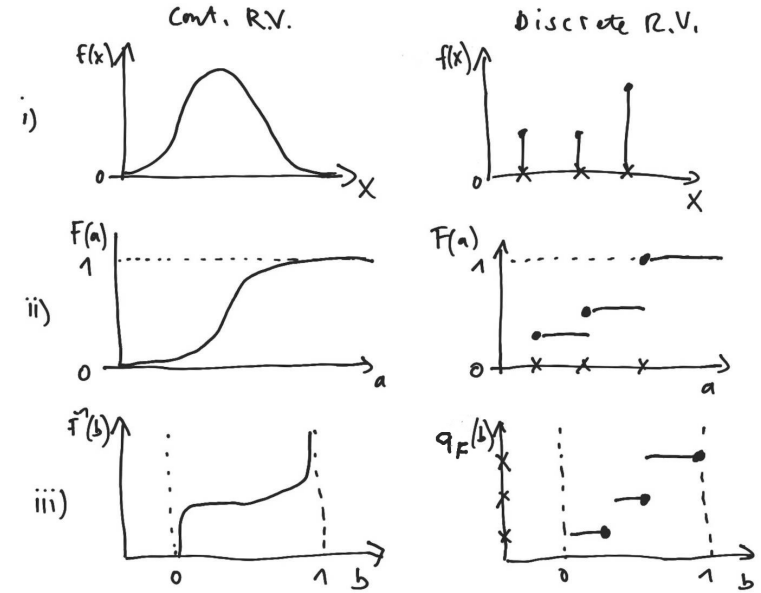 Cont. R.V. Discrete R.V.
i)
f(x)
0
X
f(x)
0
X
ii)
F(a)
1
0
a
F(a)
1
0
a
iii)
F⁻¹(b)
0 1 b
q_F(b)
0 1 b